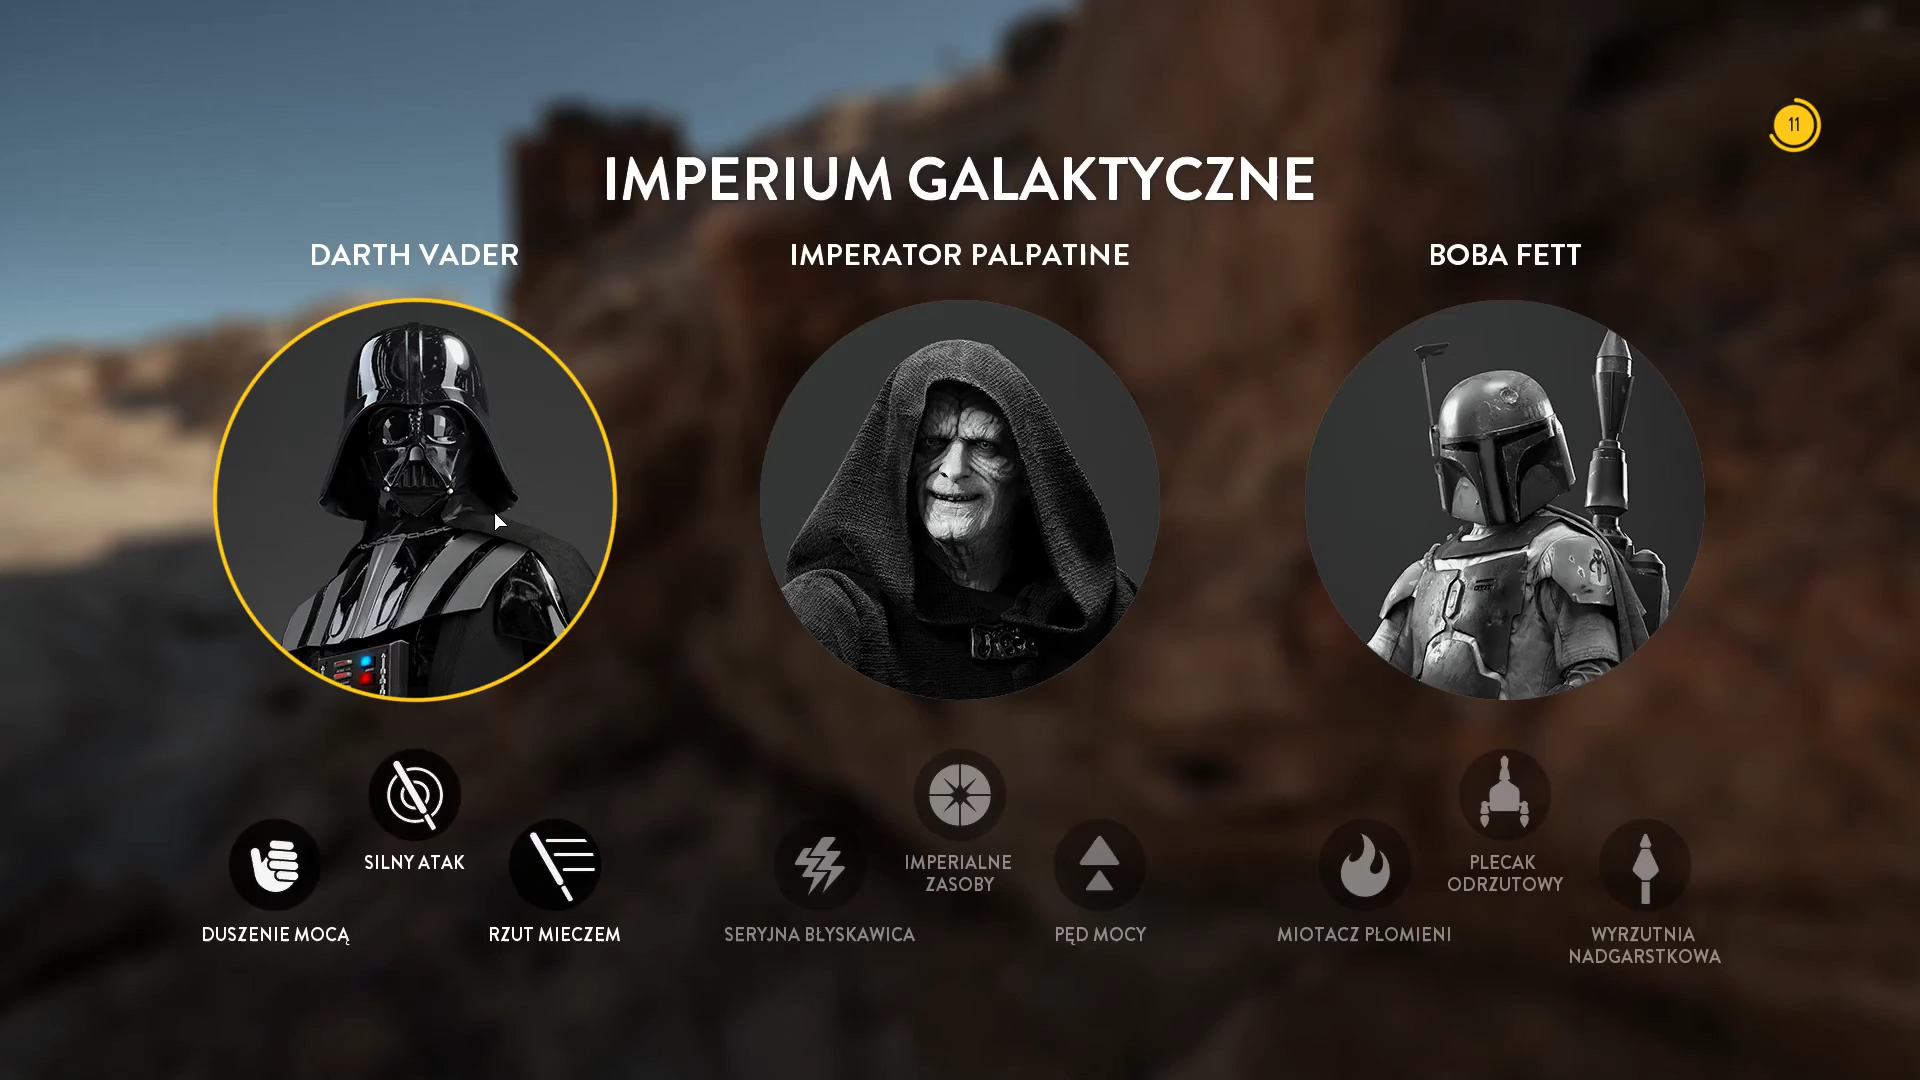 11
IMPERIUM GALAKTYCZNE
DARTH VADER
IMPERATOR PALPATINE
BOBA FETT
SILNY ATAK
DUSZENIE MOCĄ
RZUT MIECZEM
IMPERIALNE
ZASOBY
SERYJNA BŁYSKAWICA
PĘD MOCY
PLECAK
ODRZUTOWY
MIOTACZ PŁOMIENI
WYRZUTNIA
NADGARSTKOWA